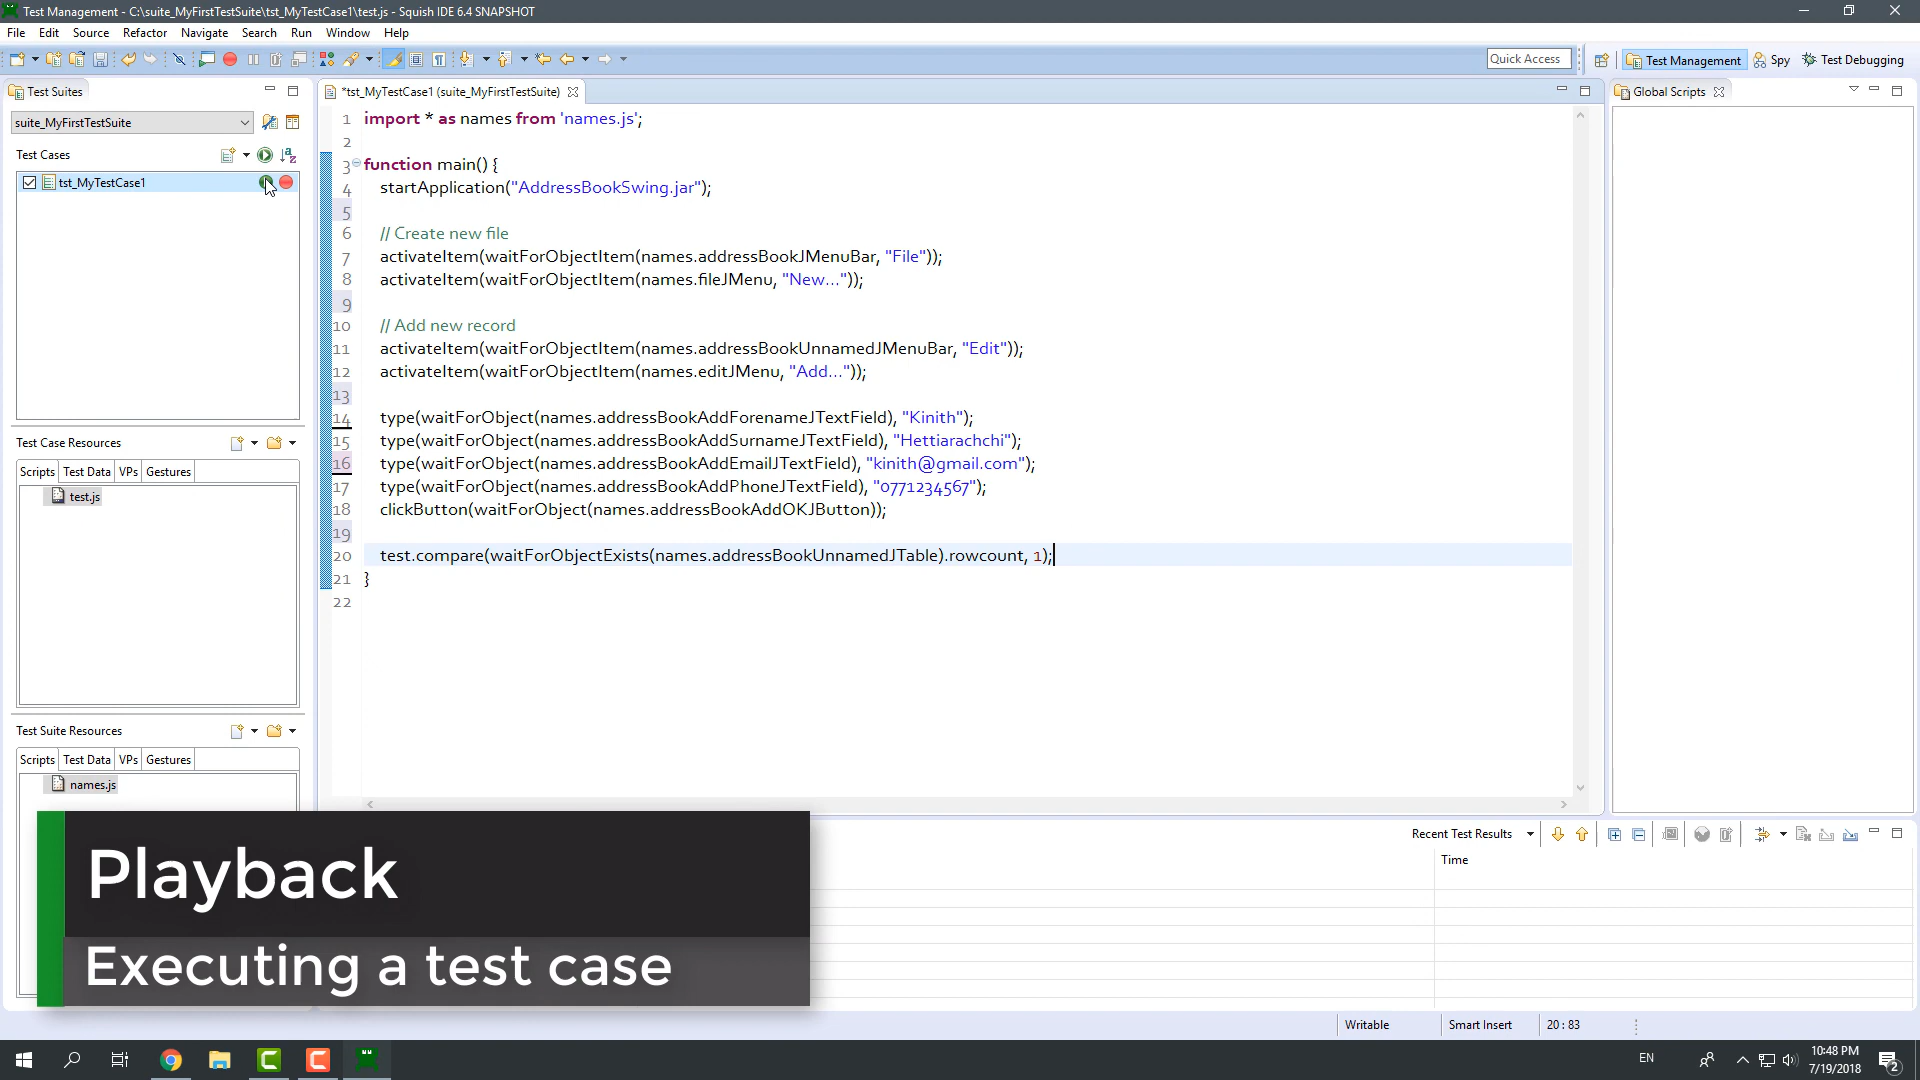 Test Management - C:\suite_MyFirstTestSuite\tst_MyTestCase1\test.js - Squish IDE 6.4 SNAPSHOT
File Edit Source Refactor Navigate Search Run Window Help
Quick Access Test Management Spy Test Debugging
Test Suites
suite_MyFirstTestSuite
Test Cases
tst_MyTestCase1
Test Case Resources
Scripts Test Data VPs Gestures
test.js
Test Suite Resources
Scripts Test Data VPs Gestures
names.js
*tst_MyTestCase1 (suite_MyFirstTestSuite)
1 import * as names from 'names.js';
2
3 function main() {
4 startApplication("AddressBookSwing.jar");
5
6 // Create new file
7 activateItem(waitForObjectItem(names.addressBookJMenuBar, "File"));
8 activateItem(waitForObjectItem(names.fileJMenu, "New..."));
9
10 // Add new record
11 activateItem(waitForObjectItem(names.addressBookUnnamedJMenuBar, "Edit"));
12 activateItem(waitForObjectItem(names.editJMenu, "Add..."));
13
14 type(waitForObject(names.addressBookAddForenameJTextField), "Kinith");
15 type(waitForObject(names.addressBookAddSurnameJTextField), "Hettiarachchi");
16 type(waitForObject(names.addressBookAddEmailJTextField), "kinith@gmail.com");
17 type(waitForObject(names.addressBookAddPhoneJTextField), "0771234567");
18 clickButton(waitForObject(names.addressBookAddOKJButton));
19
20 test.compare(waitForObjectExists(names.addressBookUnnamedJTable).rowcount, 1);
21 }
22
Global Scripts
Recent Test Results
Time
Playback
Executing a test case
Writable Smart Insert 20 : 83
EN
10:48 PM
7/19/2018
2